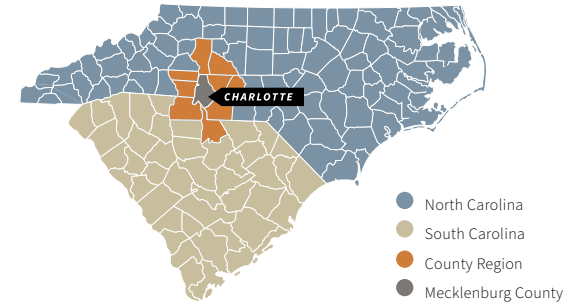 CHARLOTTE
North Carolina
South Carolina
County Region
Mecklenburg County